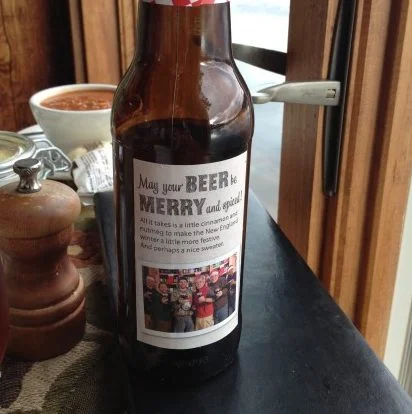 May your BEER be
MERRY and spiced!
All it takes is a little cinnamon and
nutmeg to make the New England
winter a little more festive.
And perhaps a nice sweater.